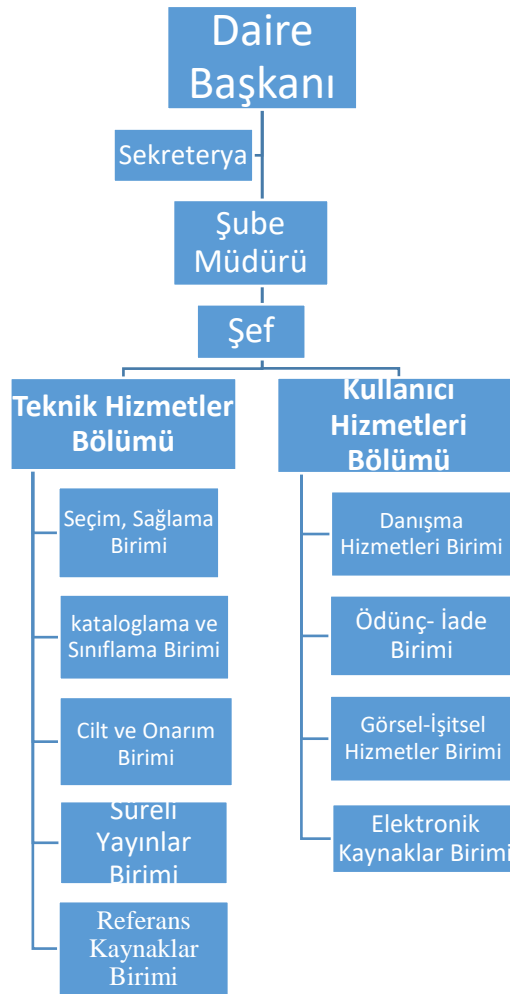 Daire
Başkanı
Sekreterya
Şube
Müdürü
Şef
Teknik Hizmetler
Bölümü
Seçim, Sağlama
Birimi
kataloglama ve
Sınıflama Birimi
Cilt ve Onarım
Birimi
Süreli
Yayınlar
Birimi
Referans
Kaynaklar
Birimi
Kullanıcı
Hizmetleri
Bölümü
Danışma
Hizmetleri Birimi
Ödünç- İade
Birimi
Görsel-İşitsel
Hizmetler Birimi
Elektronik
Kaynaklar Birimi